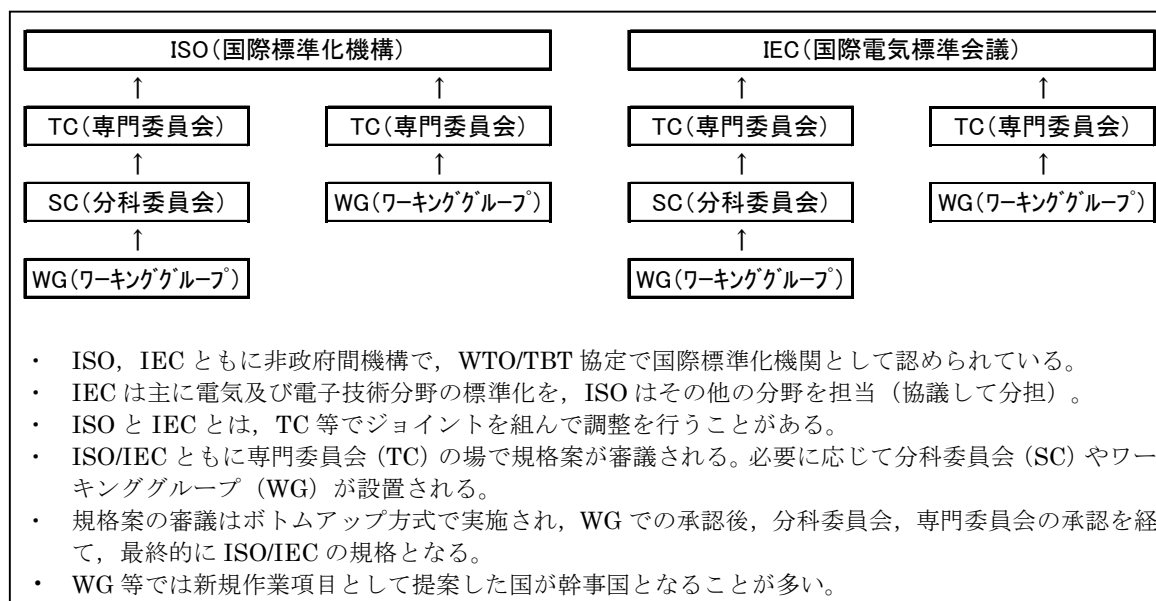 ISO(国際標準化機構) IEC(国際電気標準会議)
↑ ↑ ↑ ↑
TC(専門委員会) TC(専門委員会) TC(専門委員会) TC(専門委員会)
↑ ↑ ↑ ↑
SC(分科委員会) WG(ワーキンググループ) SC(分科委員会) WG(ワーキンググループ)
↑ ↑
WG(ワーキンググループ) WG(ワーキンググループ)
・ ISO，IEC ともに非政府間機構で，WTO/TBT 協定で国際標準化機関として認められている。
・ IEC は主に電気及び電子技術分野の標準化を，ISO はその他の分野を担当（協議して分担）。
・ ISO と IEC とは，TC 等でジョイントを組んで調整を行うことがある。
・ ISO/IEC ともに専門委員会（TC）の場で規格案が審議される。必要に応じて分科委員会（SC）やワー
キンググループ（WG）が設置される。
・ 規格案の審議はボトムアップ方式で実施され，WG での承認後，分科委員会，専門委員会の承認を経
て，最終的に ISO/IEC の規格となる。
・ WG 等では新規作業項目として提案した国が幹事国となることが多い。